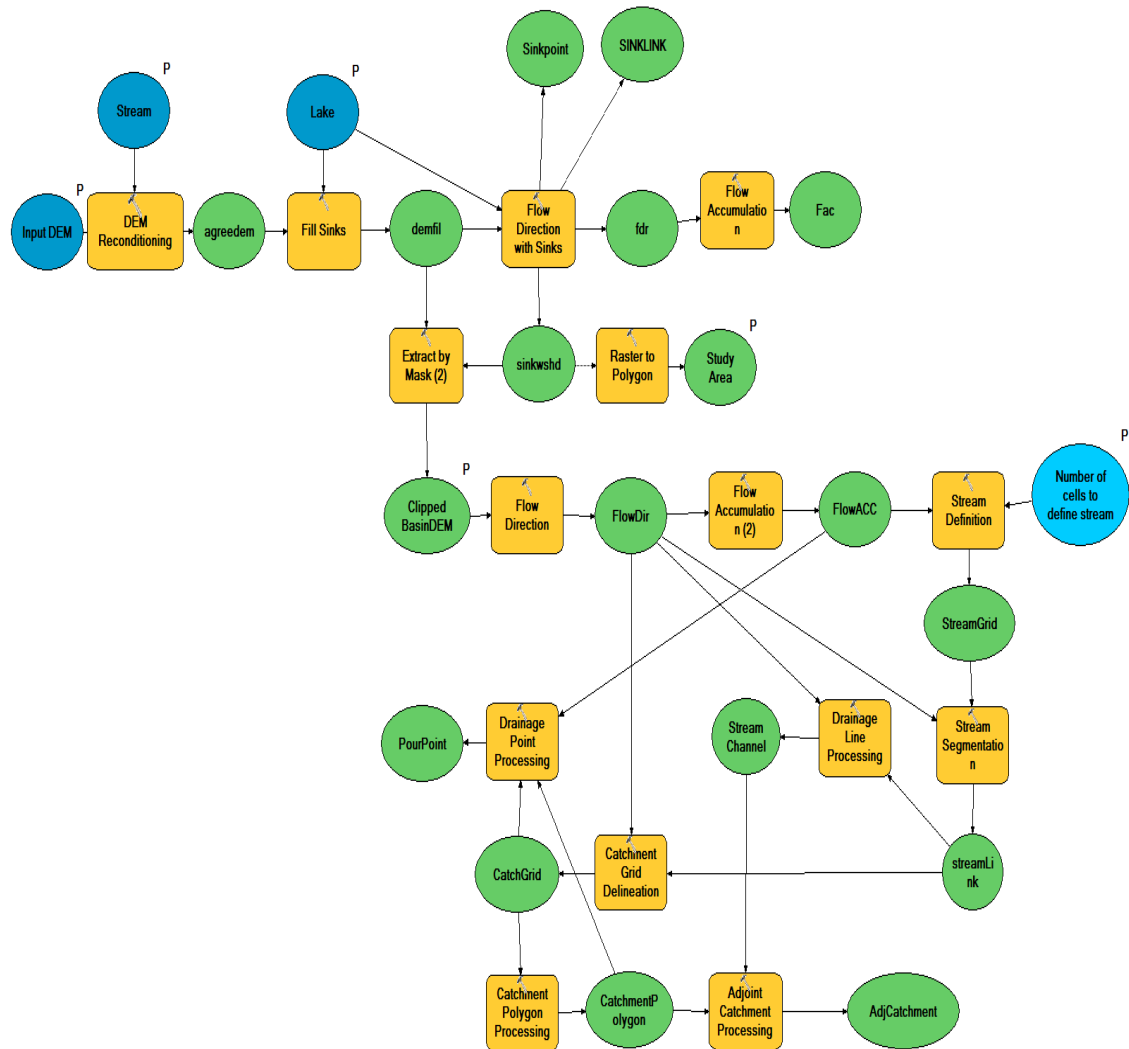 Sinkpoint
SINKLINK
P
P
Stream
Lake
P
Input DEM
DEM
Reconditioning
agreedem
Fill Sinks
demfil
Flow
Direction
with Sinks
fdr
Flow
Accumulatio
n
Fac
P
Extract by
Mask (2)
sinkwshd
Raster to
Polygon
Study
Area
P
P
Clipped
BasinDEM
Flow
Direction
FlowDir
Flow
Accumulatio
n (2)
FlowACC
Stream
Definition
Number of
cells to
define stream
StreamGrid
PourPoint
Drainage
Point
Processing
Stream
Channel
Drainage
Line
Processing
Stream
Segmentatio
n
CatchGrid
Catchment
Grid
Delineation
streamLi
nk
Catchment
Polygon
Processing
CatchmentP
olygon
Adjoint
Catchment
Processing
AdjCatchment